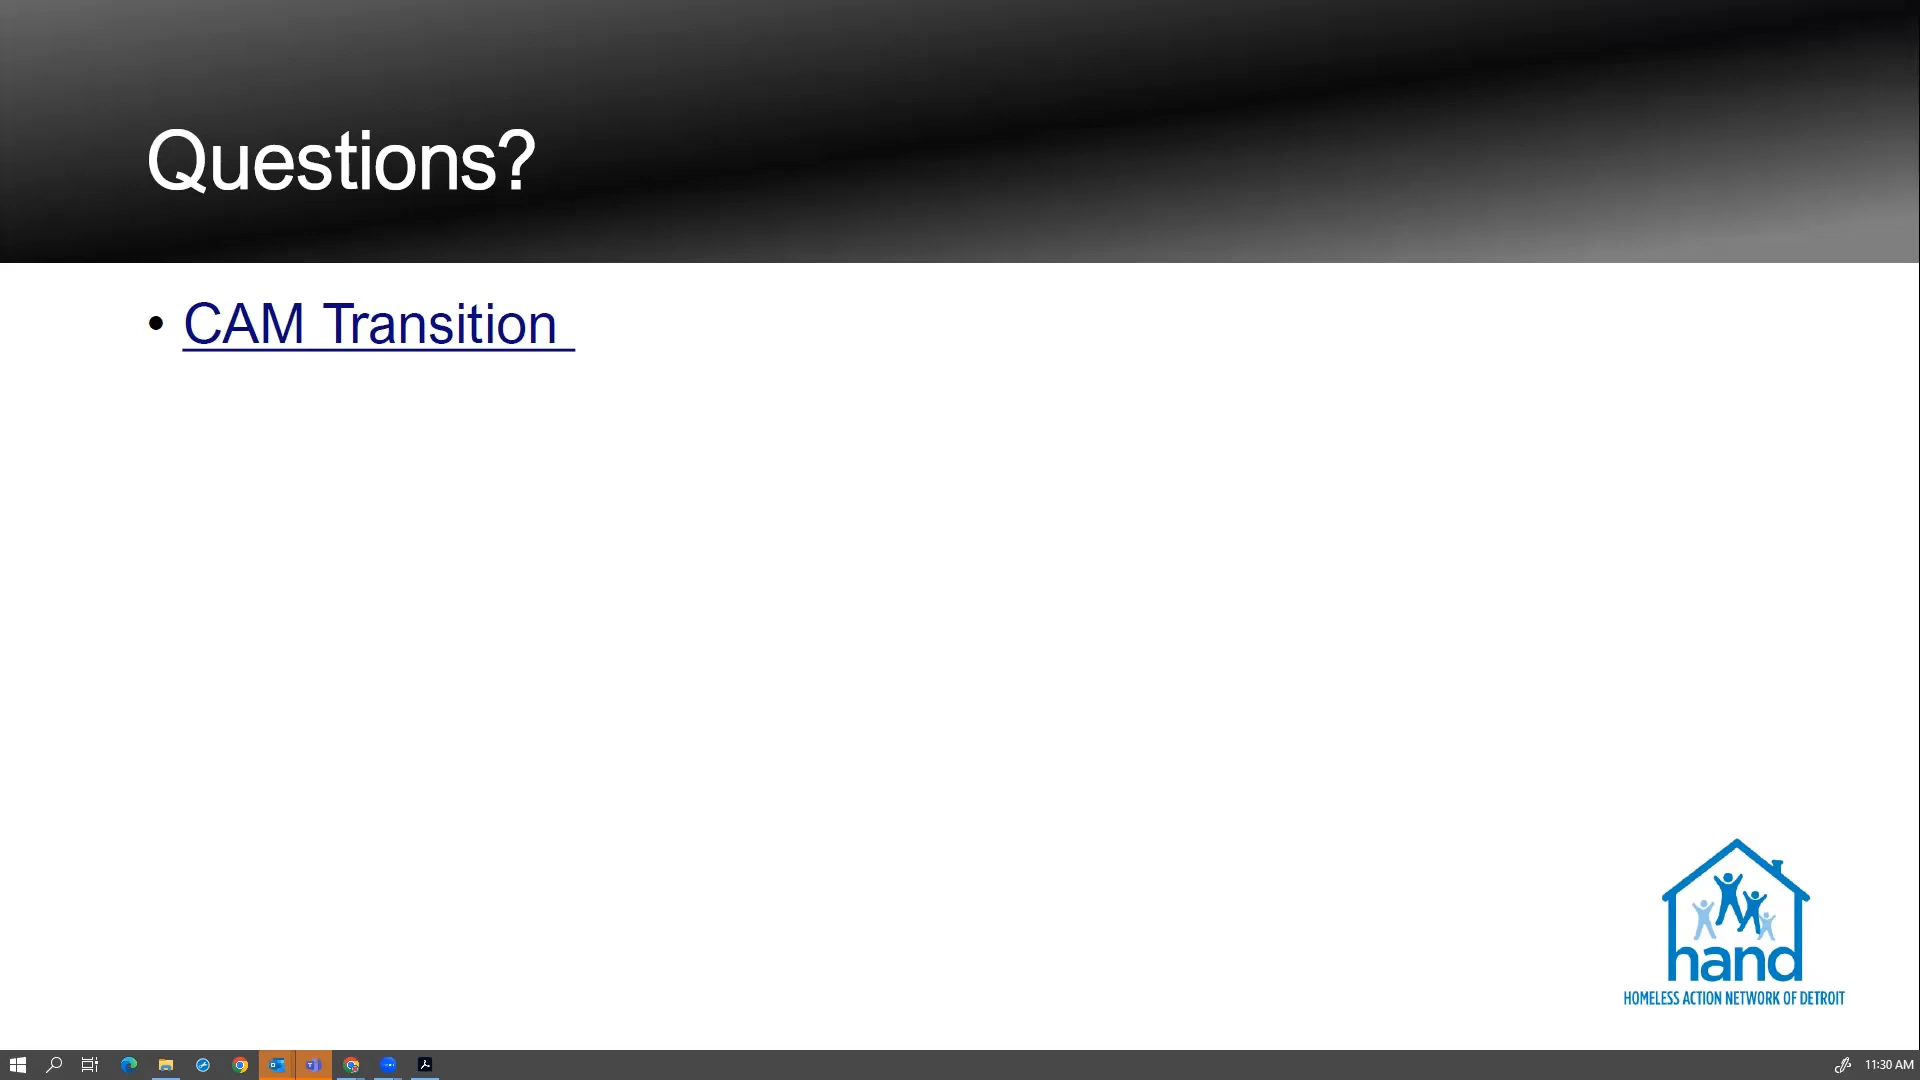 Questions?
• CAM Transition
hand
HOMELESS ACTION NETWORK OF DETROIT
11:30 AM